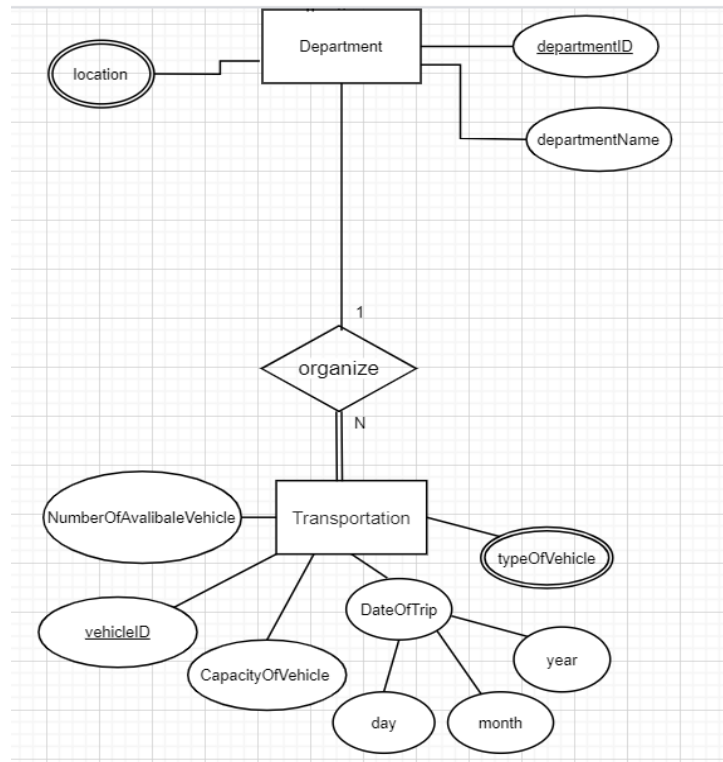 Department
departmentID
location
departmentName
1
organize
N
NumberOfAvalibaleVehicle
Transportation
typeOfVehicle
DateOfTrip
vehicleID
CapacityOfVehicle
year
day
month